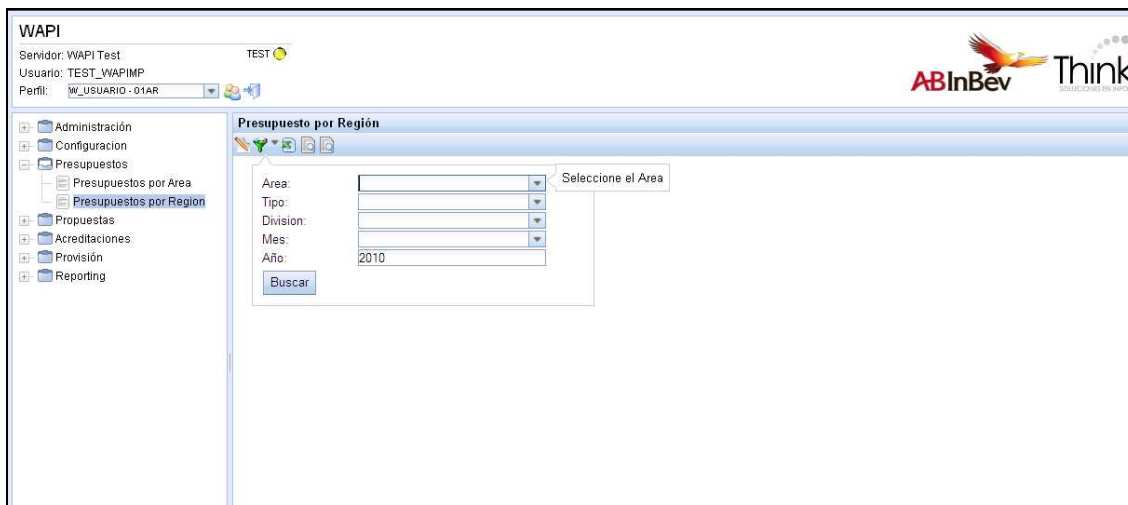 WAPI
Servidor: WAPI Test
TEST
Usuario: TEST_WAPIMP
Perfil: W_USUARIO - 01AR
ABInBev
Think
Administración
Configuracion
Presupuestos
Presupuestos por Area
Presupuestos por Region
Propuestas
Acreditaciones
Provisión
Reporting
Presupuesto por Región
Area:
Seleccione el Area
Tipo:
Division:
Mes:
Año: 2010
Buscar